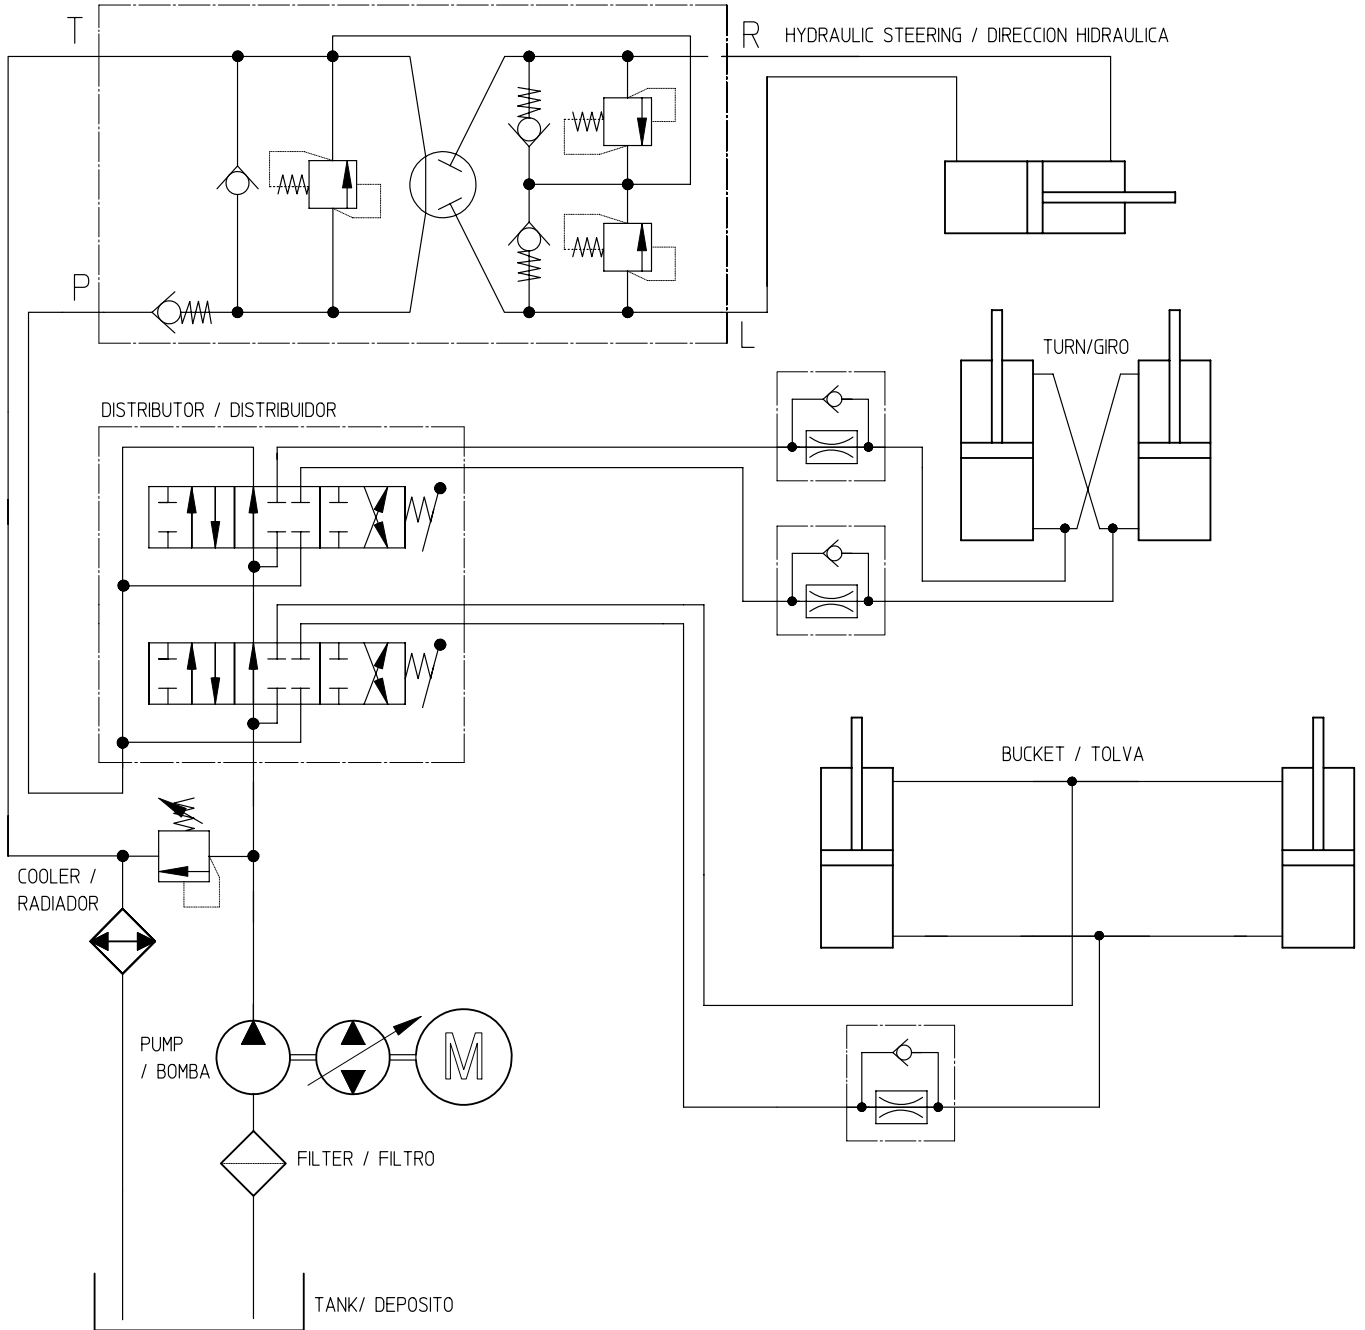 T
R
HYDRAULIC STEERING / DIRECCION HIDRAULICA
P
L
TURN/GIRO
DISTRIBUTOR / DISTRIBUIDOR
BUCKET / TOLVA
COOLER /
RADIADOR
PUMP
/ BOMBA
M
FILTER / FILTRO
TANK/ DEPOSITO